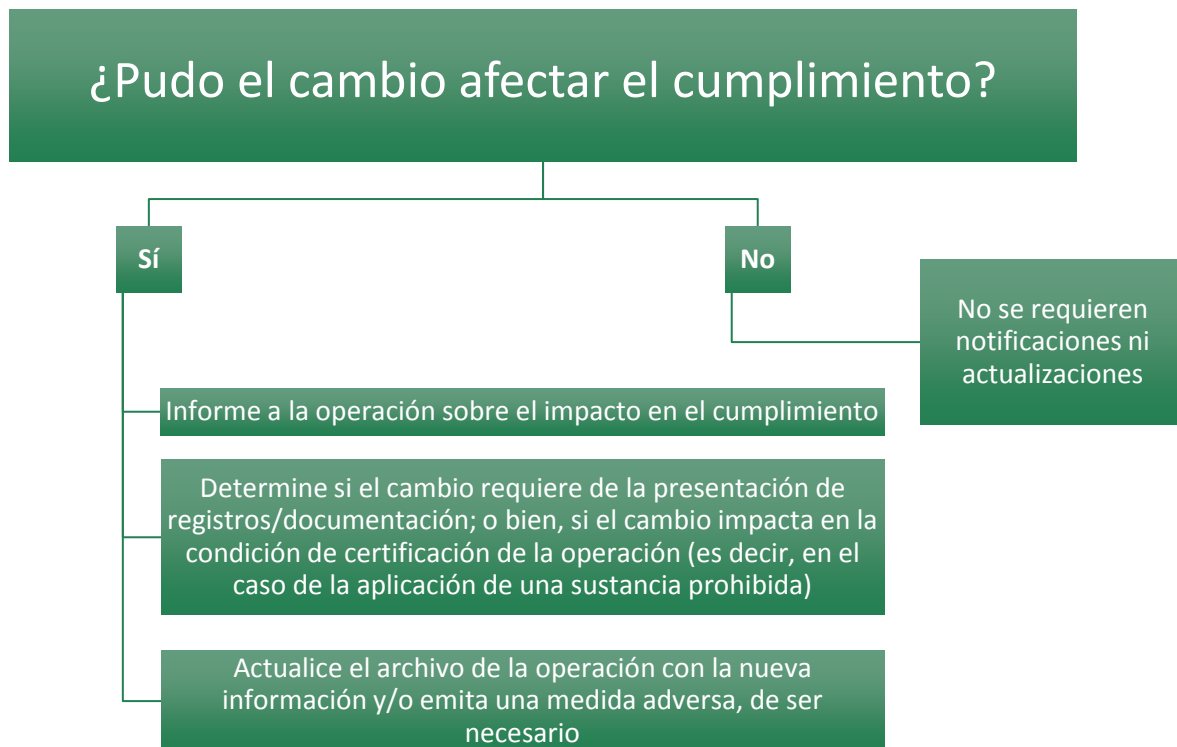 ¿Pudo el cambio afectar el cumplimiento?
Sí
No
No se requieren
notificaciones ni
actualizaciones
Informe a la operación sobre el impacto en el cumplimiento
Determine si el cambio requiere de la presentación de
registros/documentación; o bien, si el cambio impacta en la
condición de certificación de la operación (es decir, en el
caso de la aplicación de una sustancia prohibida)
Actualice el archivo de la operación con la nueva
información y/o emita una medida adversa, de ser
necesario